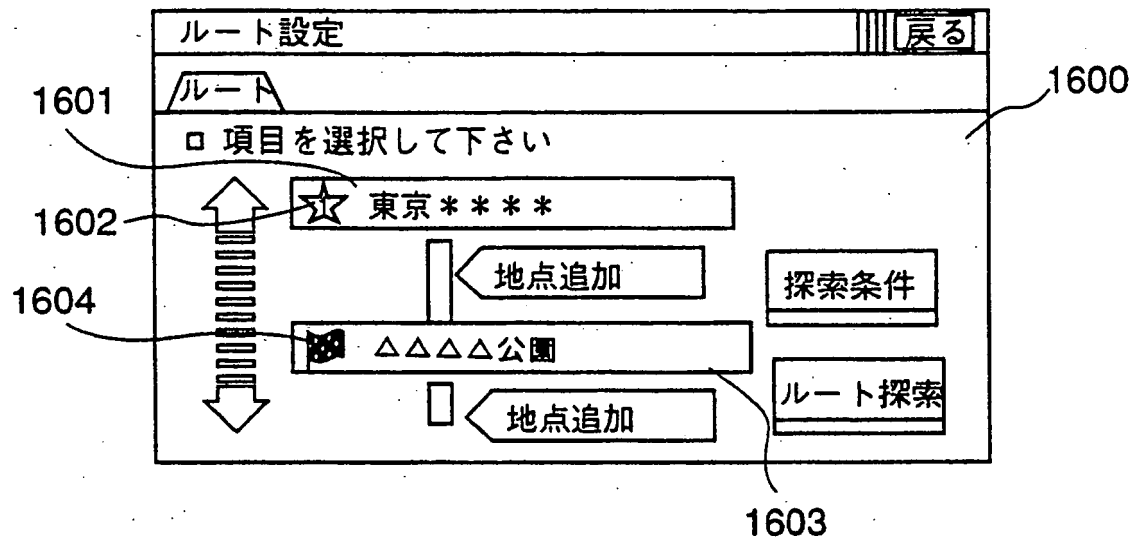 ルート設定
戻る
ルート
1600
1601
項目を選択して下さい
1602
1 東京＊＊＊＊
地点追加
探索条件
1604
△△△△公園
ルート探索
地点追加
1603